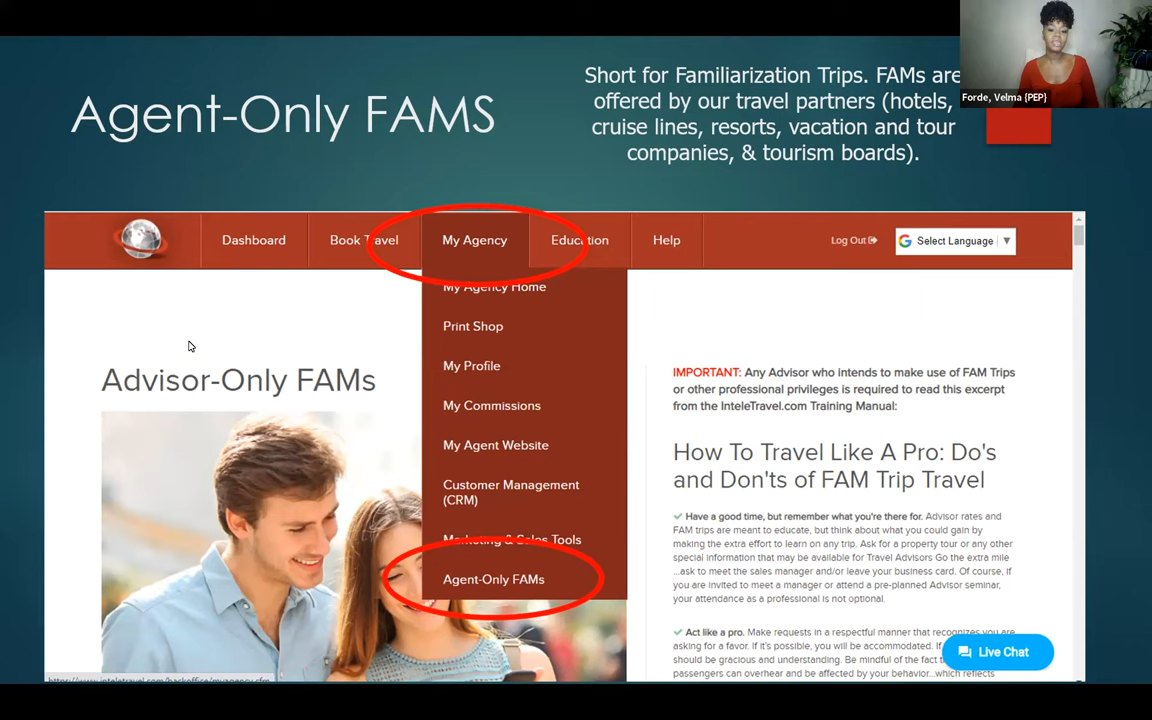 Agent-Only FAMS
Short for Familiarization Trips. FAMs are
offered by our travel partners (hotels,
cruise lines, resorts, vacation and tour
companies, & tourism boards).
Forde, Velma {PEP}
Dashboard
Book Travel
My Agency
Education
Help
Log Out
Select Language
My Agency Home
Print Shop
My Profile
My Commissions
My Agent Website
Customer Management
(CRM)
Marketing & Sales Tools
Agent-Only FAMs
Advisor-Only FAMs
IMPORTANT: Any Advisor who intends to make use of FAM Trips
or other professional privileges is required to read this excerpt
from the InteleTravel.com Training Manual:
How To Travel Like A Pro: Do's
and Don'ts of FAM Trip Travel
Have a good time, but remember what you're there for. Advisor rates and
FAM trips are meant to educate, but think about what you could gain by
making the extra effort to learn on any trip. Ask for a property tour or any other
special information that may be available for Travel Advisors Go the extra mile
...ask to meet the sales manager and/or leave your business card. Of course, if
you are invited to meet a manager or attend a pre-planned Advisor seminar,
your attendance as a professional is not optional.
Act like a pro. Make requests in a respectful manner that recognizes you are
asking for a favor. If it's possible, you will be accommodated. If
should be gracious and understanding. Be mindful of the fact
passengers can overhear and be affected by your behavior...which reflects
Live Chat
https://www.inteletravel.com/backoffice/myagency.cfm